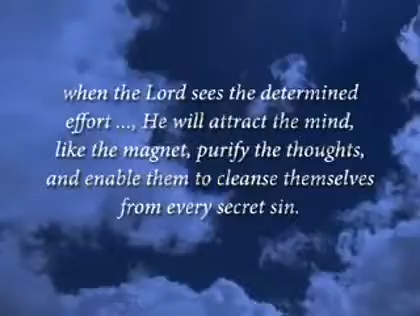 when the Lord sees the determined
effort ..., He will attract the mind,
like the magnet, purify the thoughts,
and enable them to cleanse themselves
from every secret sin.